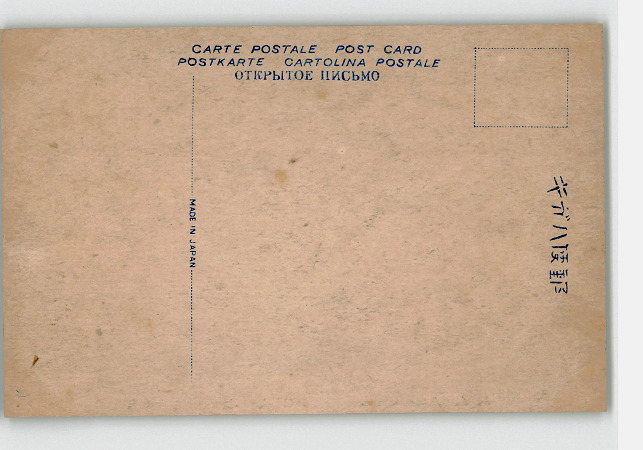 CARTE POSTALE POST CARD
POSTKARTE CARTOLINA POSTALE
ОТКРЫТОЕ ПИСЬМО
MADE IN JAPAN
キガハ便郵